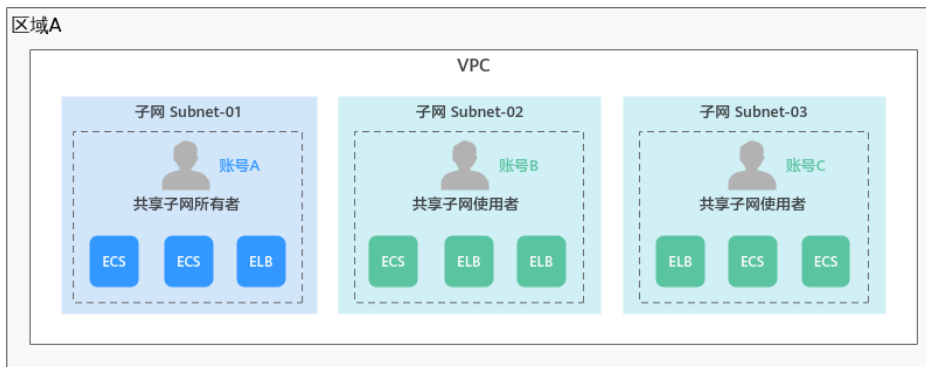 区域A
VPC
子网 Subnet-01
账号A
共享子网所有者
ECS
ECS
ELB
子网 Subnet-02
账号B
共享子网使用者
ECS
ELB
ELB
子网 Subnet-03
账号C
共享子网使用者
ELB
ECS
ECS